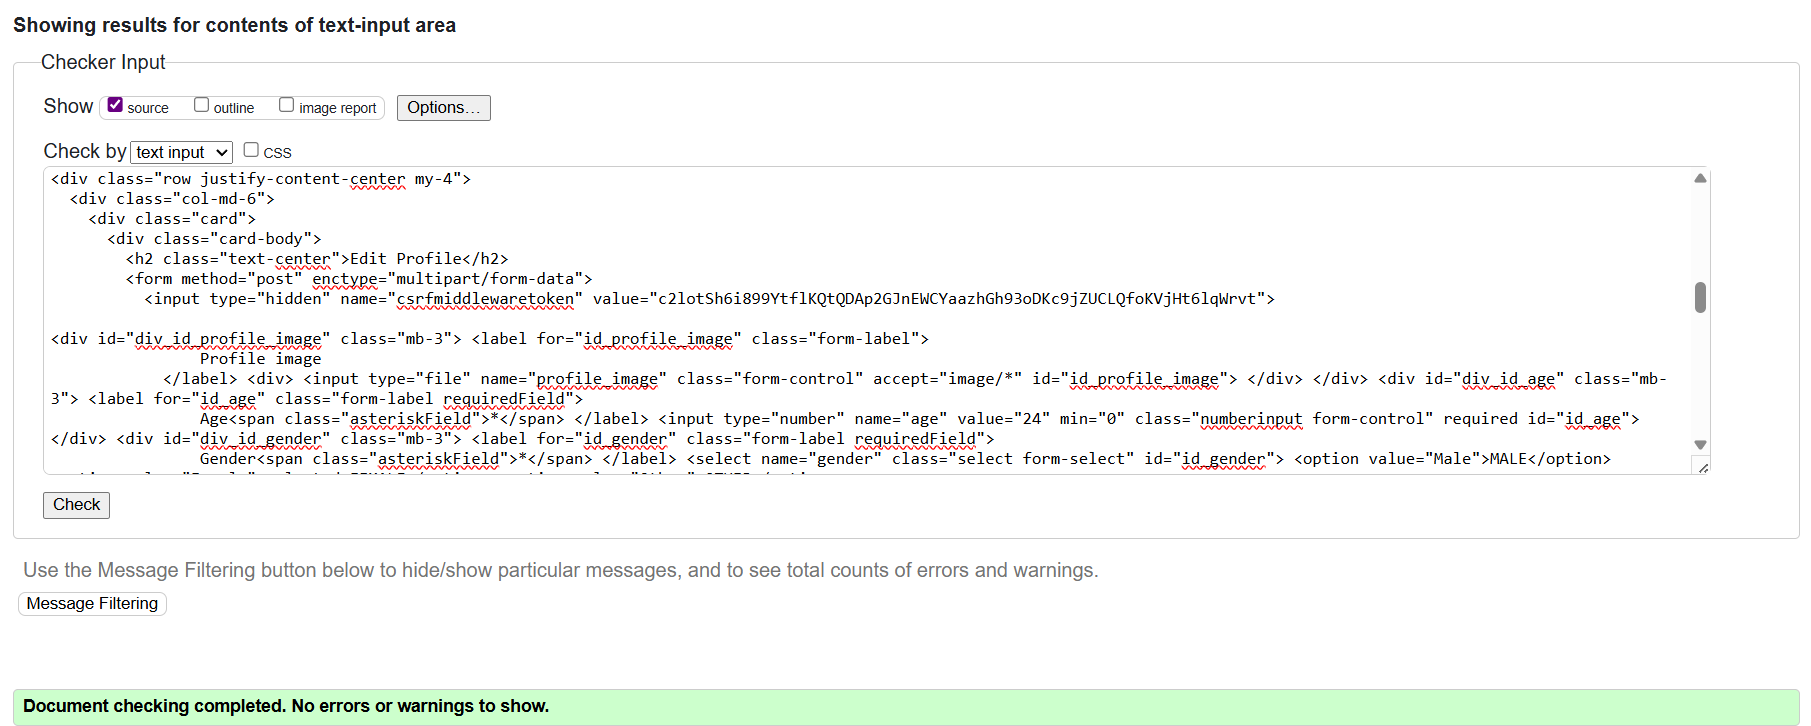 Showing results for contents of text-input area
Checker Input
Show source outline image report Options...
Check by text input CSS
<div class="row justify-content-center my-4">
<div class="col-md-6">
<div class="card">
<div class="card-body">
<h2 class="text-center">Edit Profile</h2>
<form method="post" enctype="multipart/form-data">
<input type="hidden" name="csrfmiddlewaretoken" value="c2lotSh6i899YtflKQtQDAp2GJnEWCYaazhGh93oDKc9jZUCLQfoKVjHt6lqWrvt">
<div id="div_id_profile_image" class="mb-3"> <label for="id_profile_image" class="form-label">
Profile image
</label> <div> <input type="file" name="profile_image" class="form-control" accept="image/*" id="id_profile_image"> </div> </div> <div id="div_id_age" class="mb-
3"> <label for="id_age" class="form-label requiredField">
Age<span class="asteriskField">*</span> </label> <input type="number" name="age" value="24" min="0" class="numberinput form-control" required id="id_age">
</div> <div id="div_id_gender" class="mb-3"> <label for="id_gender" class="form-label requiredField">
Gender<span class="asteriskField">*</span> </label> <select name="gender" class="select form-select" id="id_gender"> <option value="Male">MALE</option>
Check
Use the Message Filtering button below to hide/show particular messages, and to see total counts of errors and warnings.
Message Filtering
Document checking completed. No errors or warnings to show.